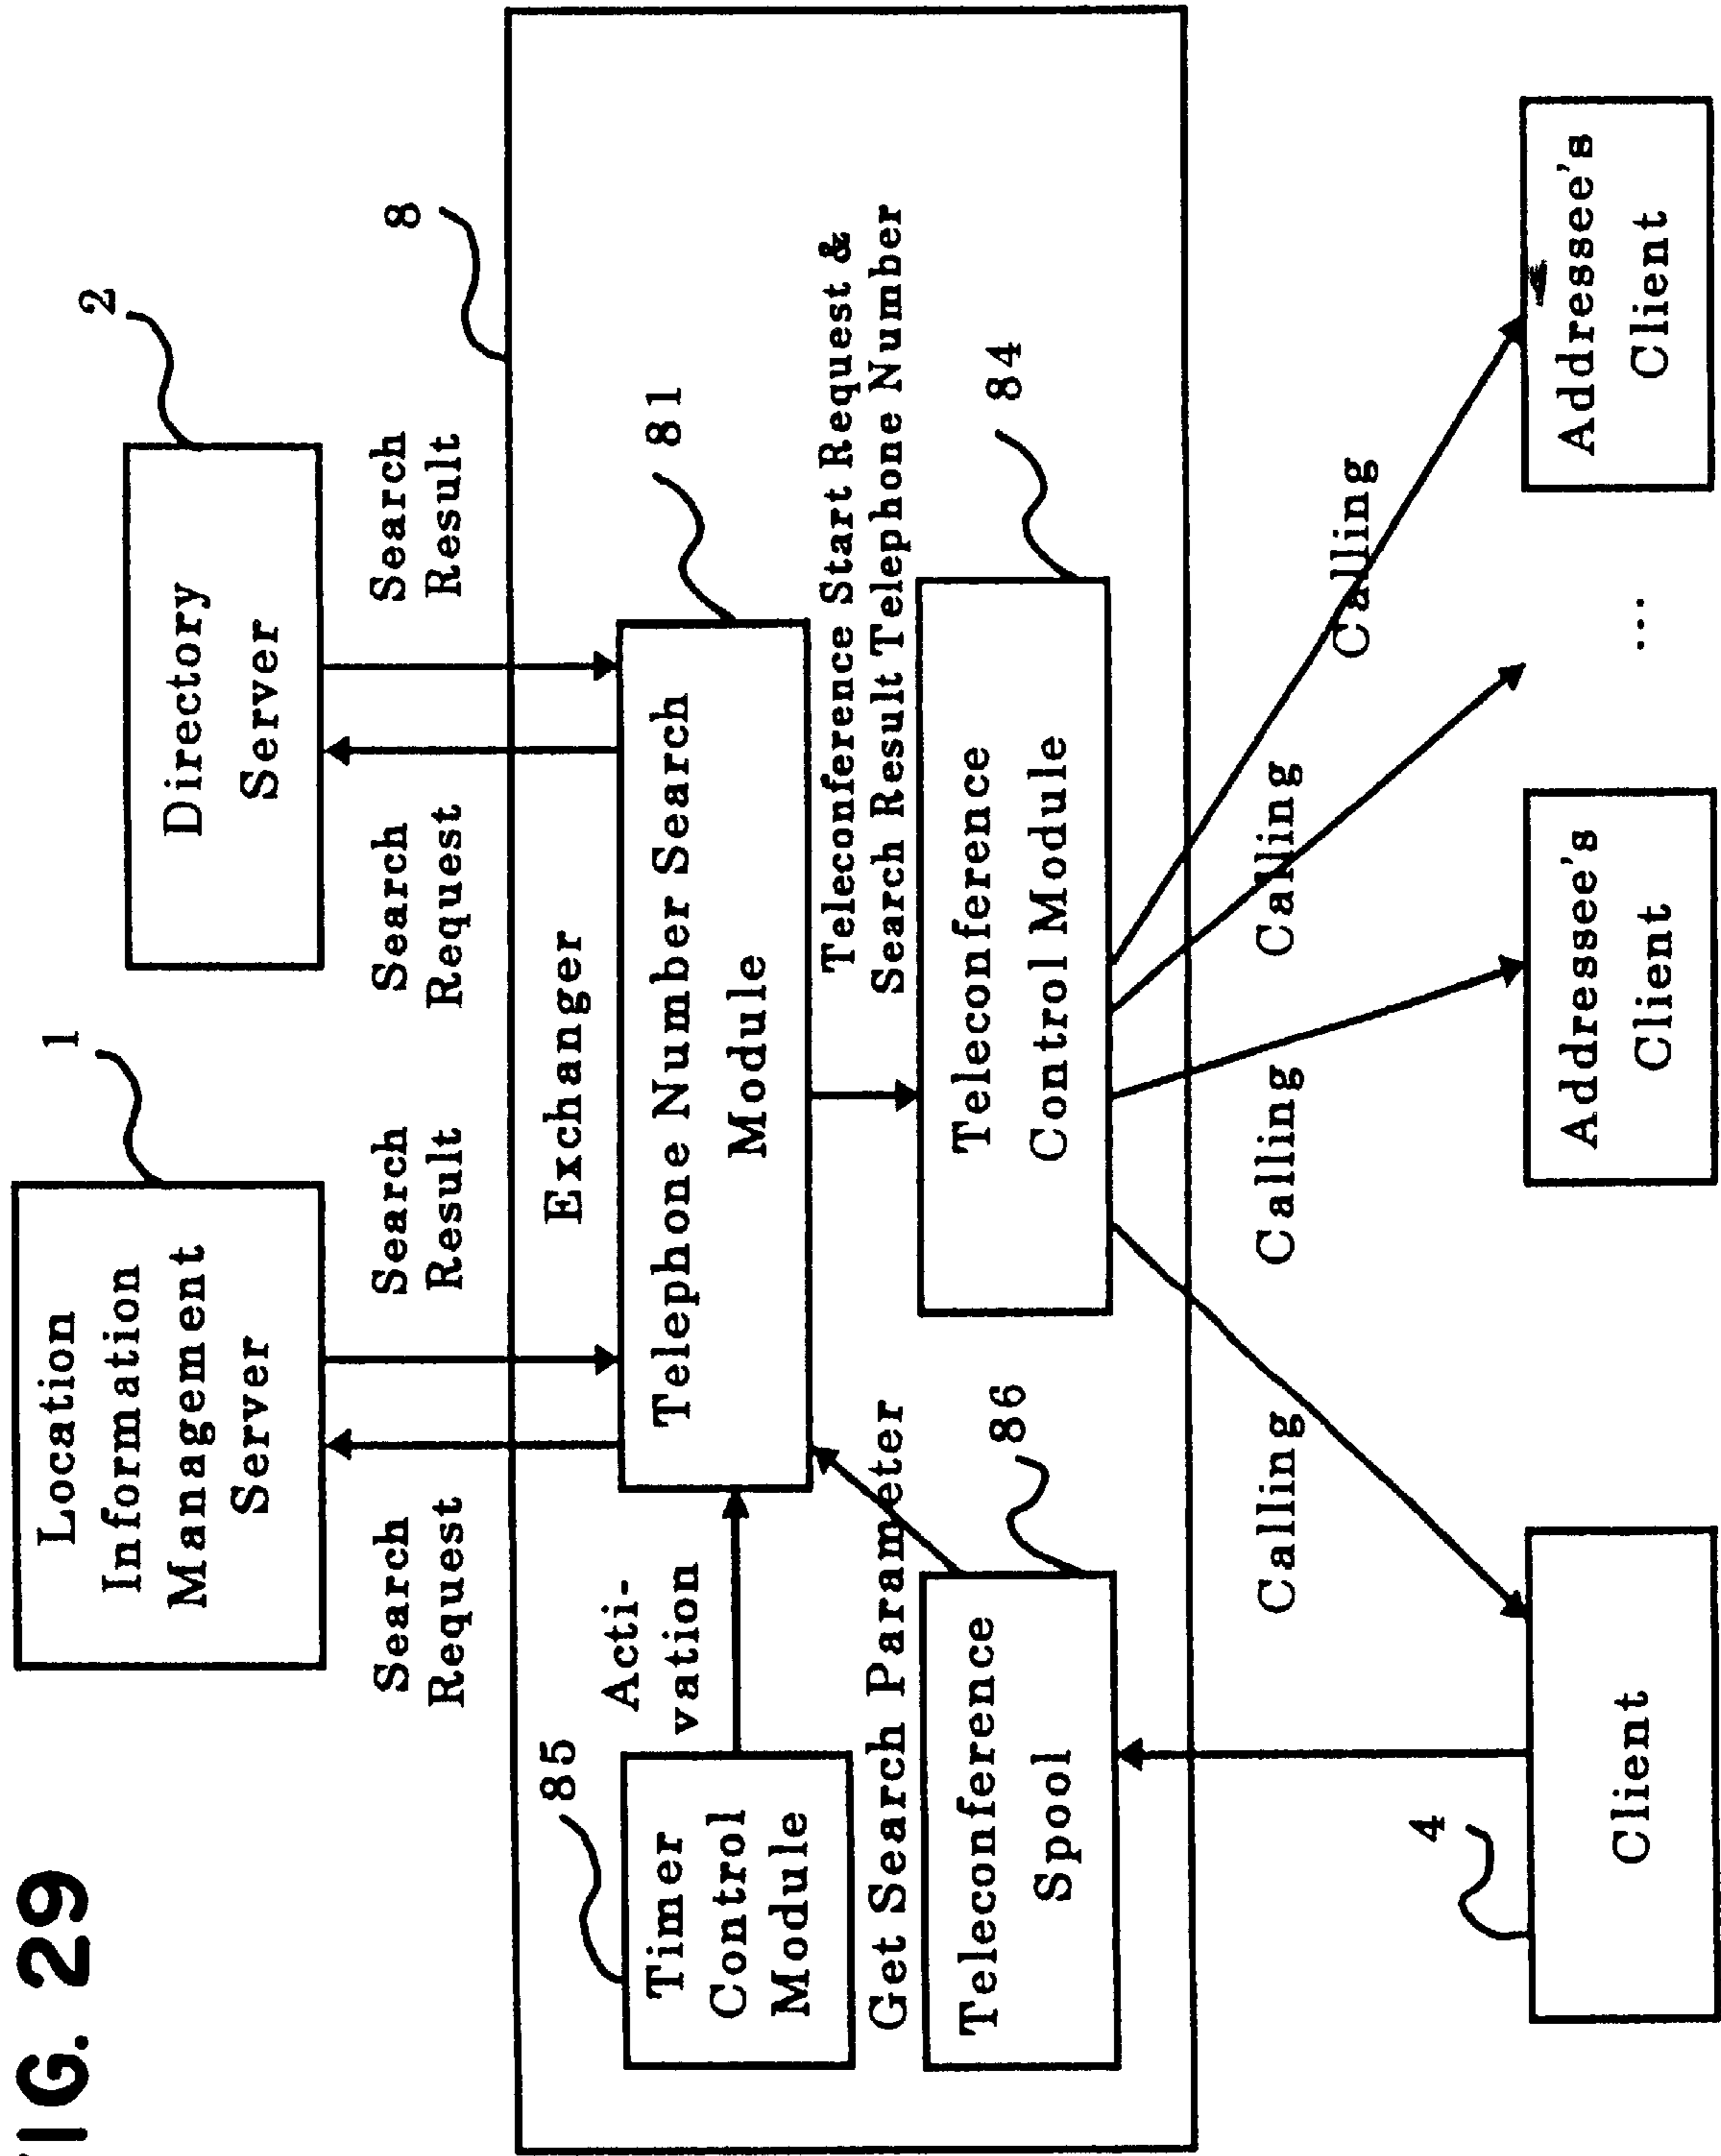 FIG. 29
Location
Information
Management
Server
1
Directory
Server
2
Search
Request
Search
Result
Search
Request
Search
Result
8
Exchanger
85
Timer
Control
Module
Acti-
vation
Telephone Number Search
Module
81
Get Search Parameter
Teleconference Start Request &
Search Result Telephone Number
Teleconference
Spool
86
Teleconference
Control Module
84
Calling
Calling
Calling
Calling
4
Client
Addressee's
Client
...
Addressee's
Client